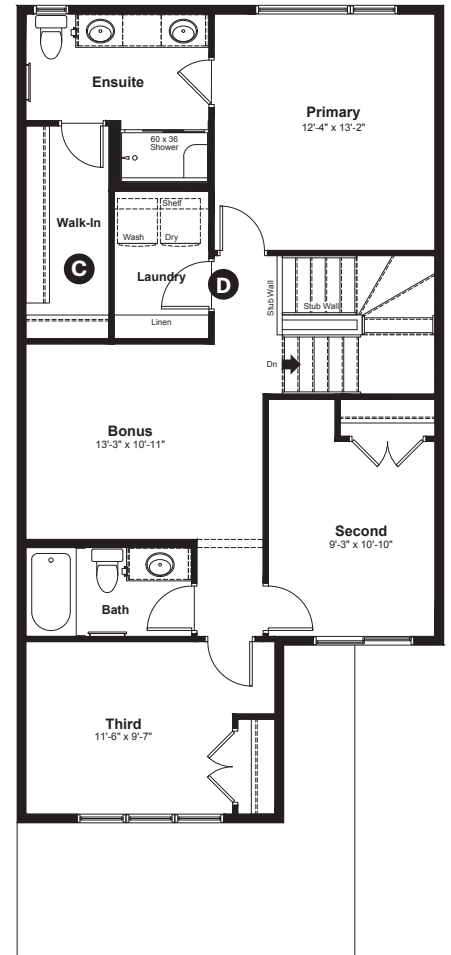 Ensuite
Primary
12'-4" x 13'-2"
60 x 36
Shower
Walk-In
C
Shelf
Wash
Dry
Laundry
D
Linen
Stub Wall
Stub Wall
Dn
Bonus
13'-3" x 10'-11"
Second
9'-3" x 10'-10"
Bath
Third
11'-6" x 9'-7"